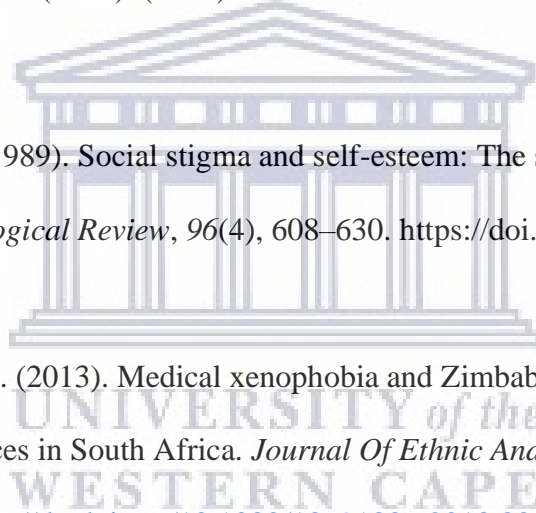 989). Social stigma and self-esteem: The
ogical Review, 96(4), 608–630. https://doi.
. (2013). Medical xenophobia and Zimbab
UNIVERSITY of the
ces in South Africa. Journal Of Ethnic And
WESTERN CAPE